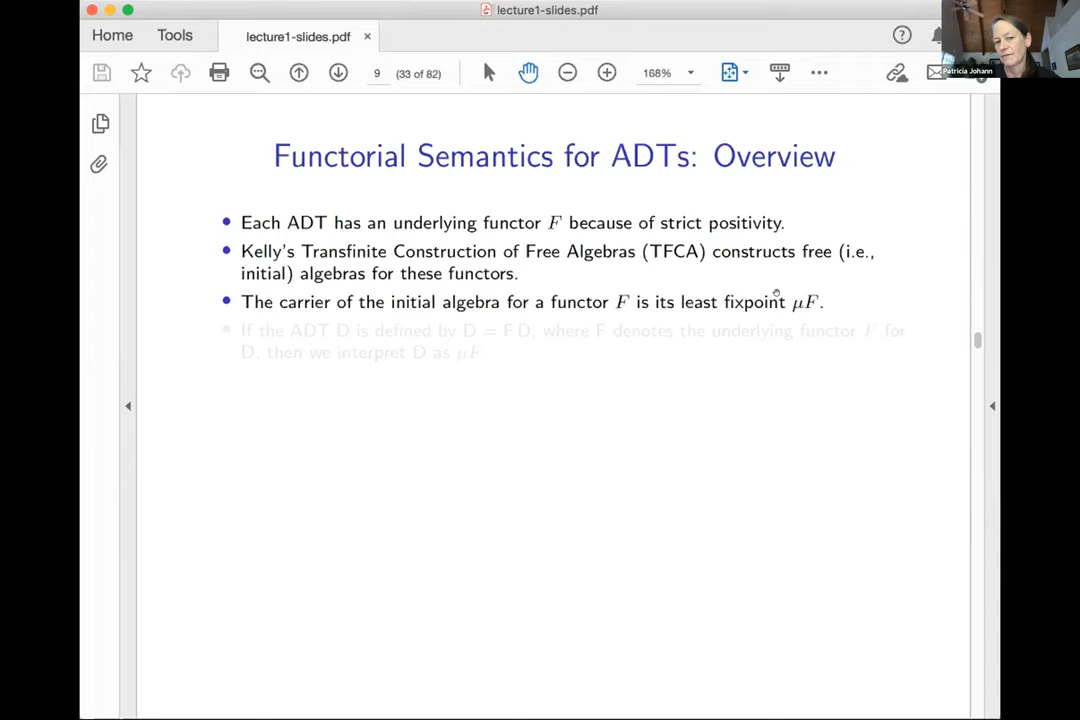 lecture1-slides.pdf
Home
Tools
lecture1-slides.pdf ×
9
(33 of 82)
168%
Patricia Johann
Functorial Semantics for ADTs: Overview
• Each ADT has an underlying functor F because of strict positivity.
• Kelly's Transfinite Construction of Free Algebras (TFCA) constructs free (i.e.,
initial) algebras for these functors.
• The carrier of the initial algebra for a functor F is its least fixpoint μF.
• If the ADT D is defined by D = F D, where F denotes the underlying functor F for
D, then we interpret D as μF